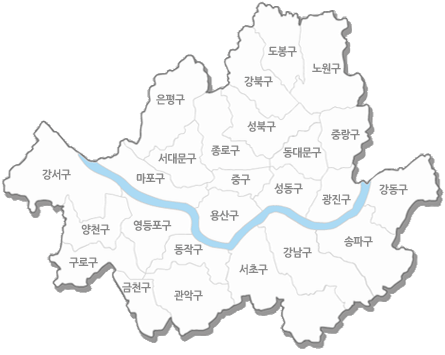 도봉구
노원구
강북구
은평구
성북구
중랑구
종로구
동대문구
서대문구
강서구
마포구
중구
성동구
강동구
광진구
용산구
양천구
영등포구
송파구
동작구
강남구
구로구
서초구
금천구
관악구